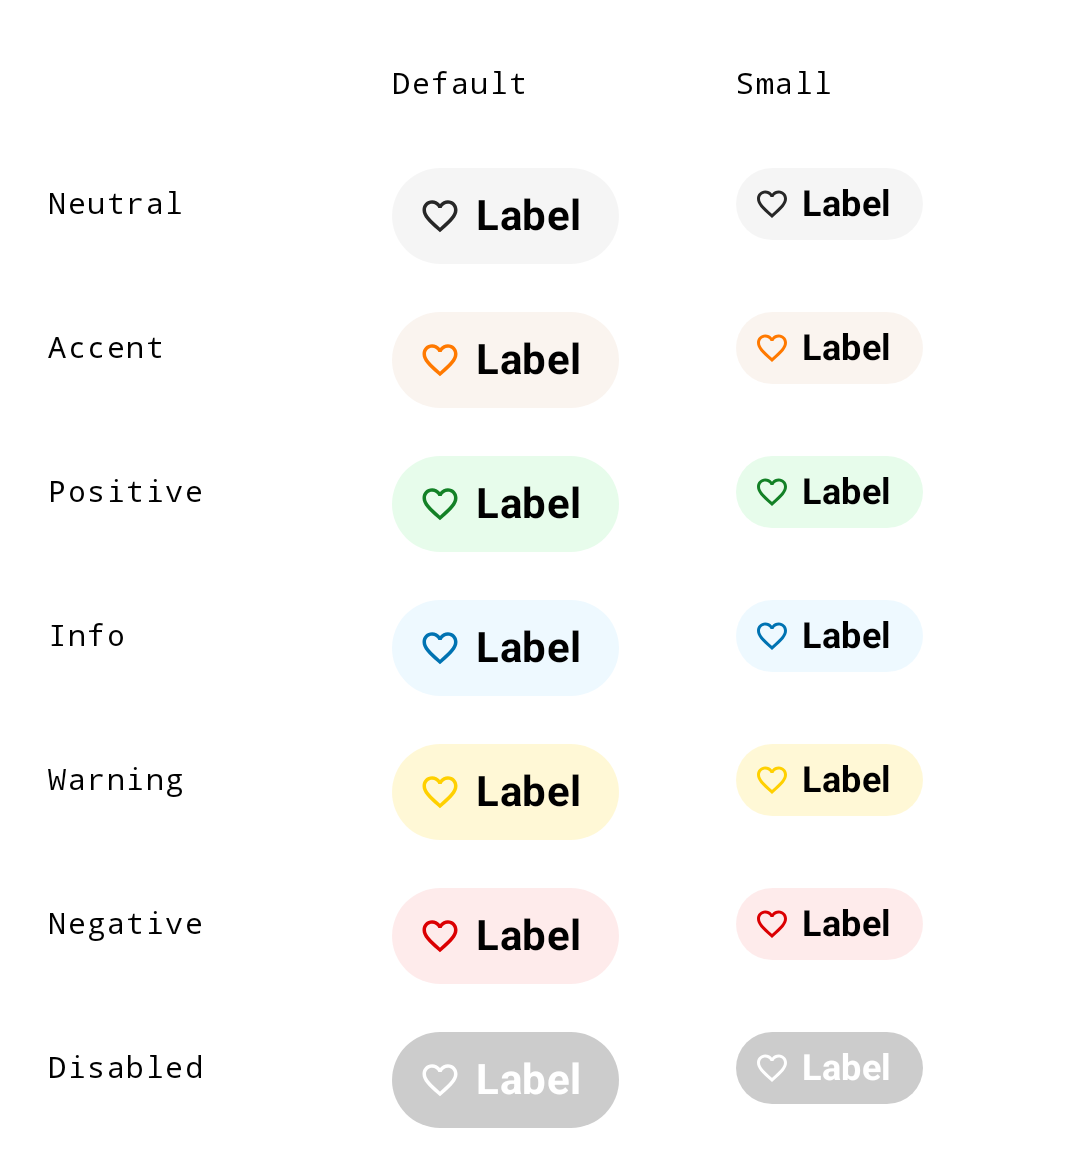 Default Small
Neutral Label Label
Accent Label Label
Positive Label Label
Info Label Label
Warning Label Label
Negative Label Label
Disabled Label Label